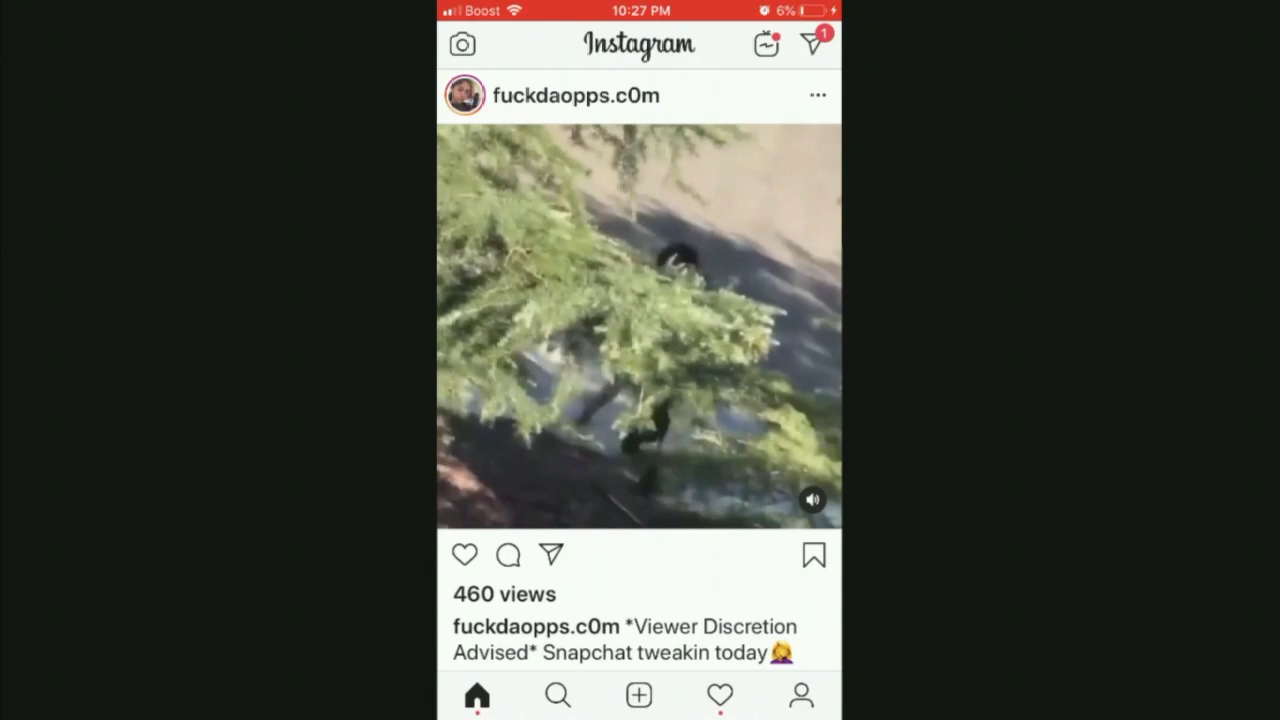 Boost 10:27 PM 6%
Instagram 1
fuckdaopps.c0m
460 views
fuckdaopps.c0m *Viewer Discretion
Advised* Snapchat tweakin today🤦‍♀️